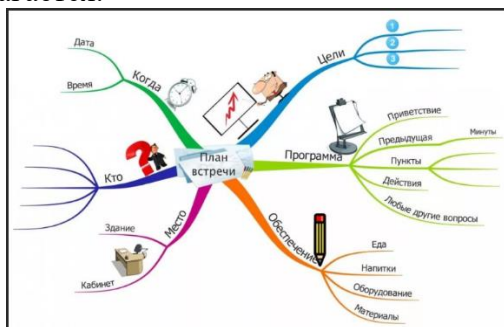 План
встречи
Цели
1
2
3
Программа
Приветствие
Предыдущая
Минуты
Пункты
Действия
Любые другие вопросы
Обеспечение
Еда
Напитки
Оборудование
Материалы
Место
Здание
Кабинет
Кто
Когда
Дата
Время